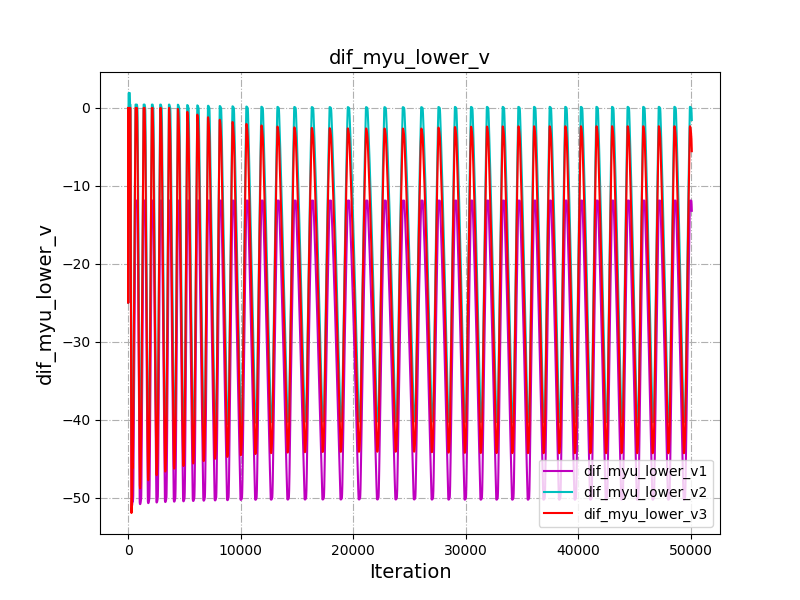 dif_myu_lower_v
dif_myu_lower_v
0
−10
−20
−30
−40
−50
dif_myu_lower_v1
dif_myu_lower_v2
dif_myu_lower_v3
0
10000
20000
30000
40000
50000
Iteration